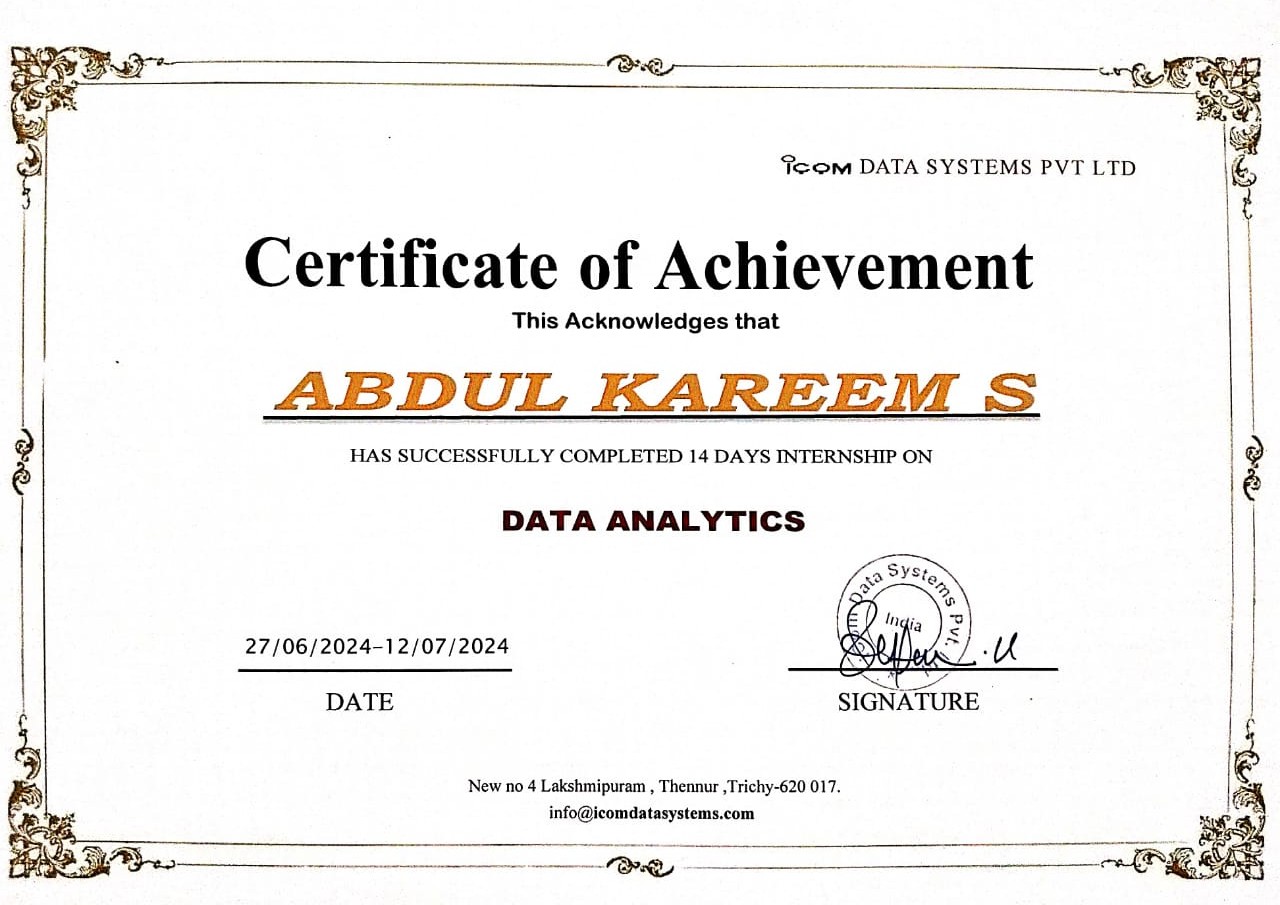 icom DATA SYSTEMS PVT LTD
Certificate of Achievement
This Acknowledges that
ABDUL KAREEM S
HAS SUCCESSFULLY COMPLETED 14 DAYS INTERNSHIP ON
DATA ANALYTICS
Icom Data Systems Pvt.
India
27/06/2024-12/07/2024
DATE
SIGNATURE
New no 4 Lakshmipuram , Thennur ,Trichy-620 017.
info@icomdatasystems.com